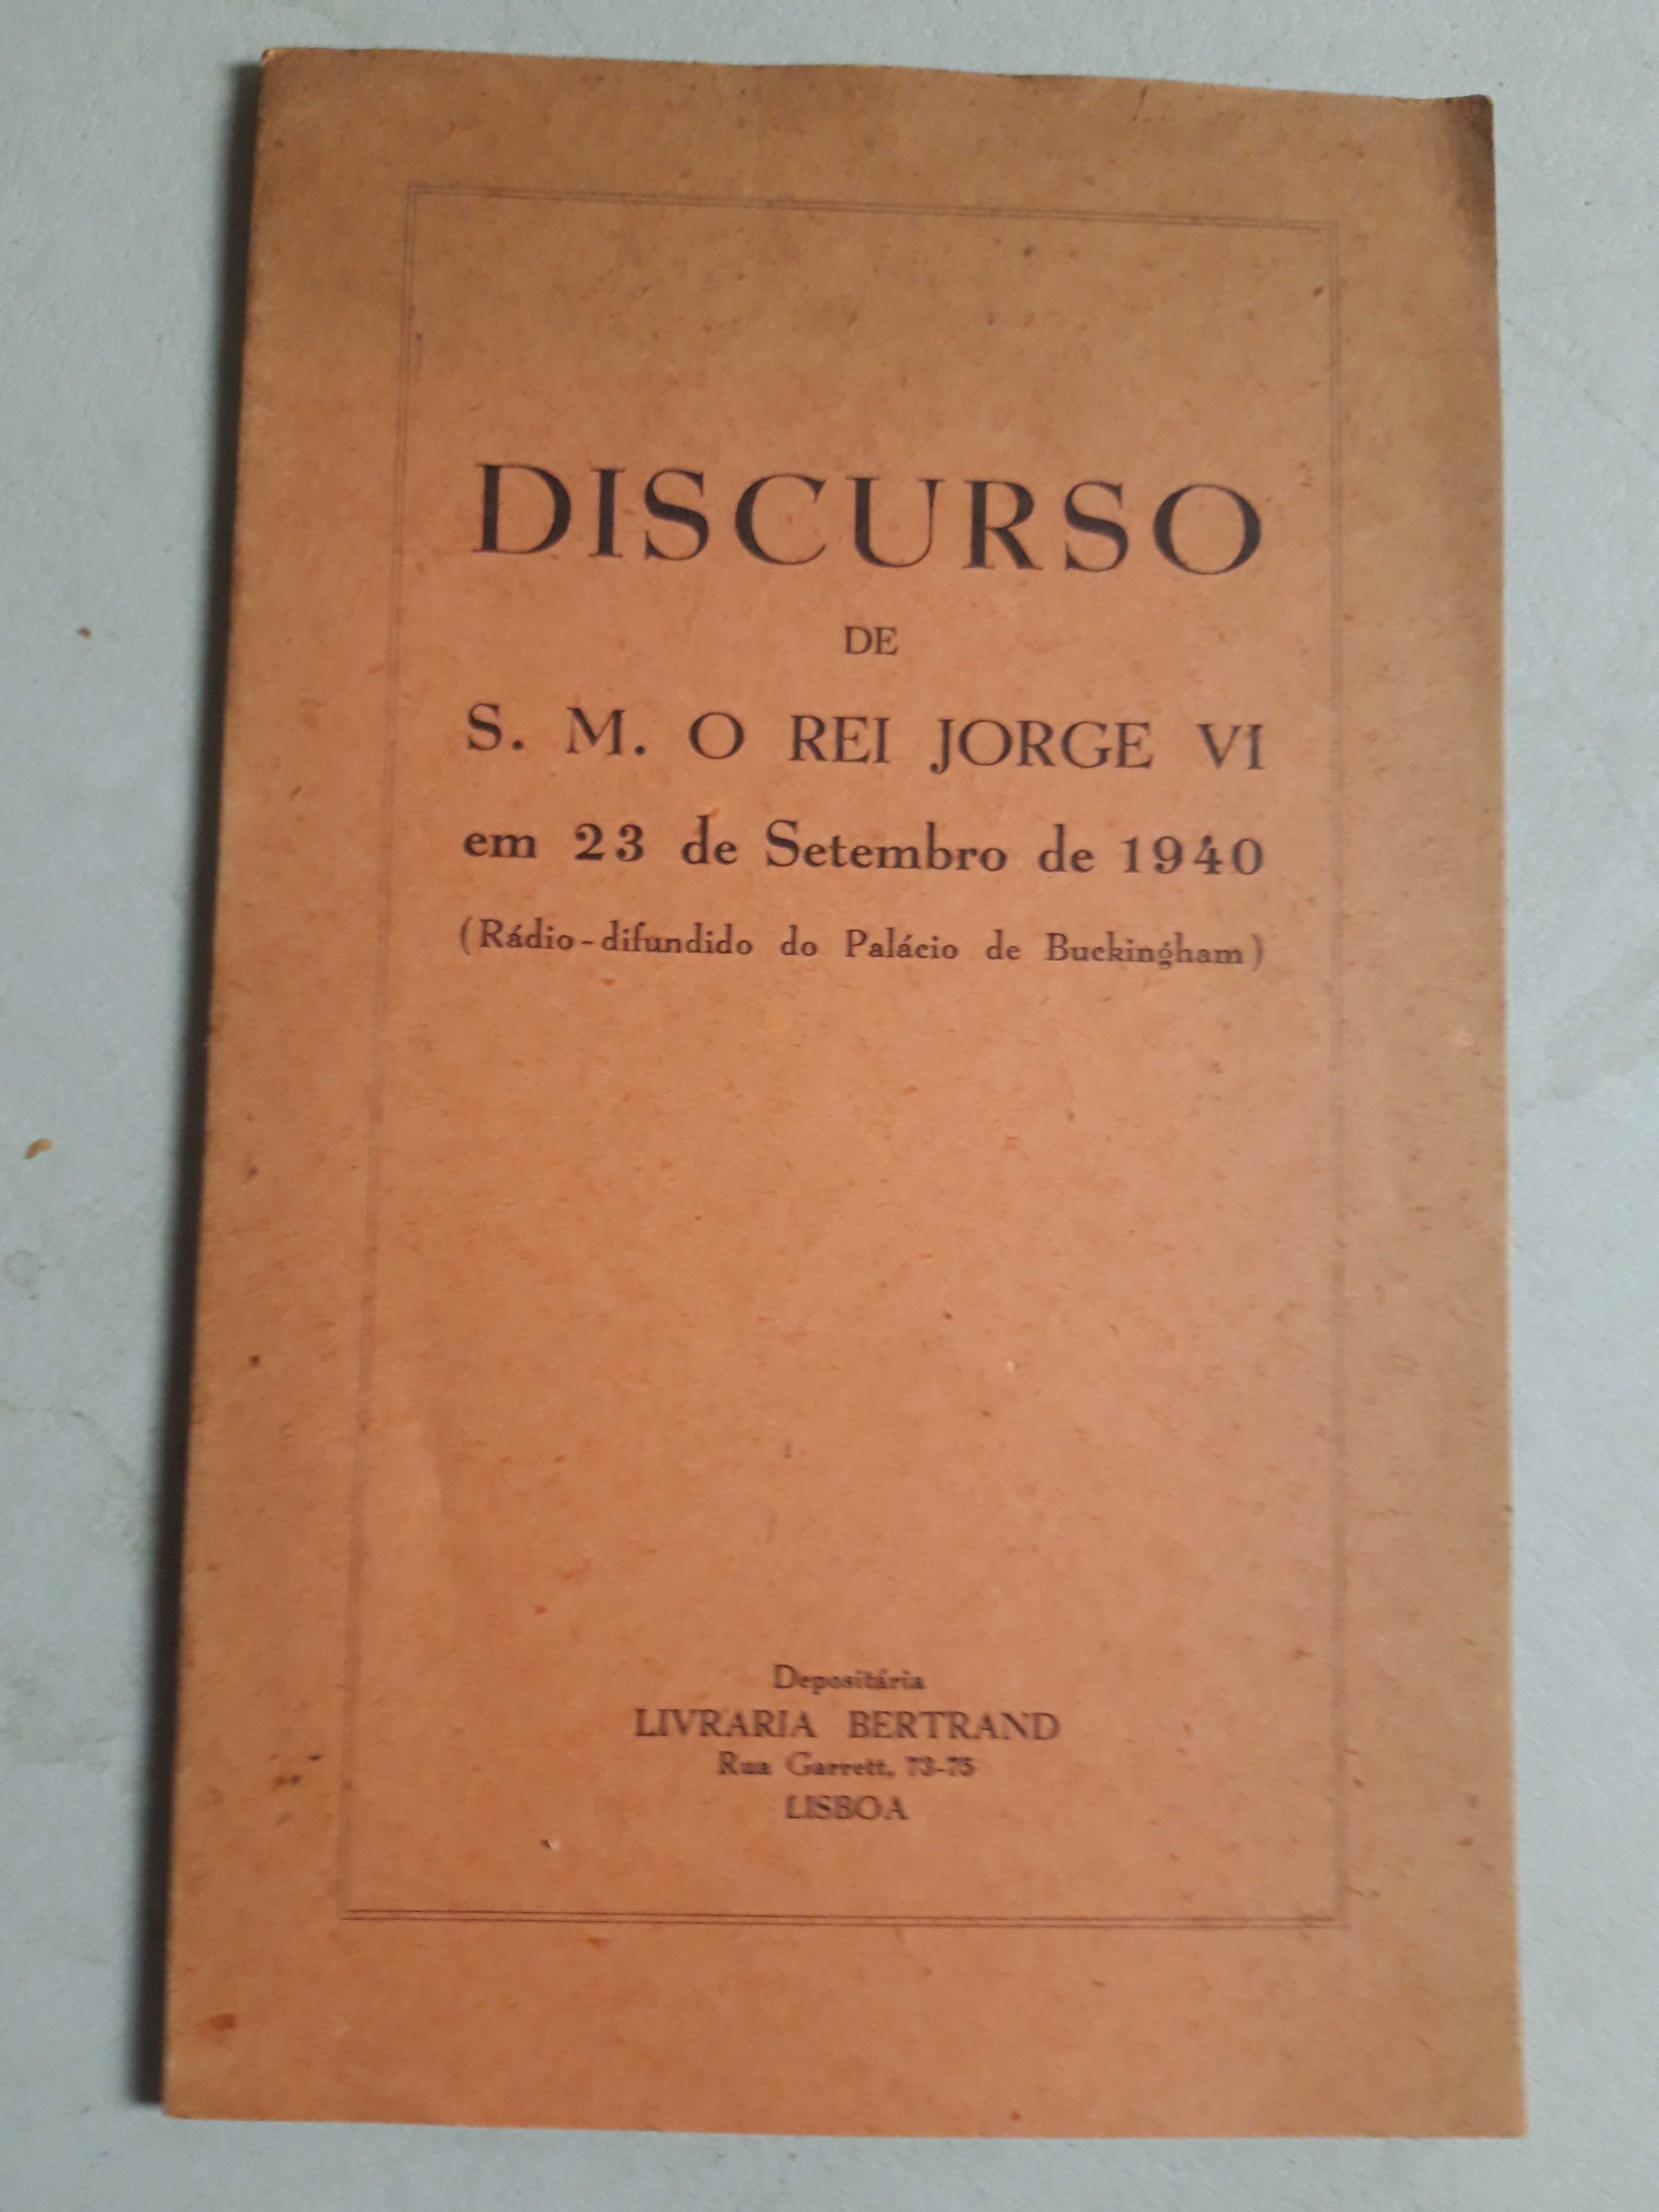 DISCURSO
DE
S. M. O REI JORGE VI
em 23 de Setembro de 1940
(Rádio-difundido do Palácio de Buckingham)
Depositária
LIVRARIA BERTRAND
Rua Garrett, 73-75
LISBOA